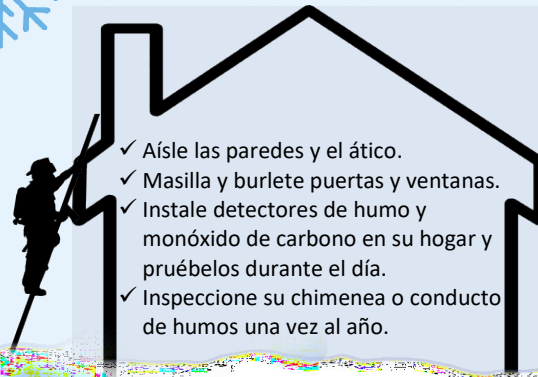 ✓ Aísle las paredes y el ático.
✓ Masilla y burlete puertas y ventanas.
✓ Instale detectores de humo y
monóxido de carbono en su hogar y
pruébelos durante el día.
✓ Inspeccione su chimenea o conducto
de humos una vez al año.